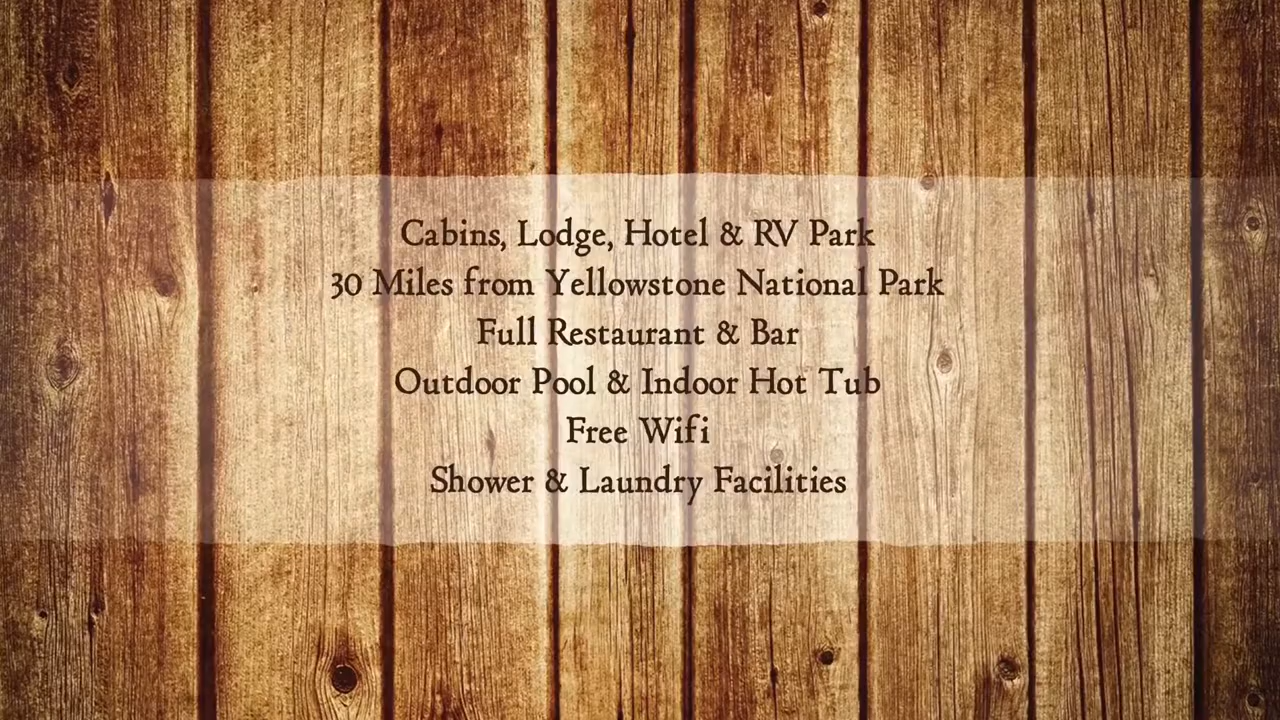 Cabins, Lodge, Hotel & RV Park
30 Miles from Yellowstone National Park
Full Restaurant & Bar
Outdoor Pool & Indoor Hot Tub
Free Wifi
Shower & Laundry Facilities